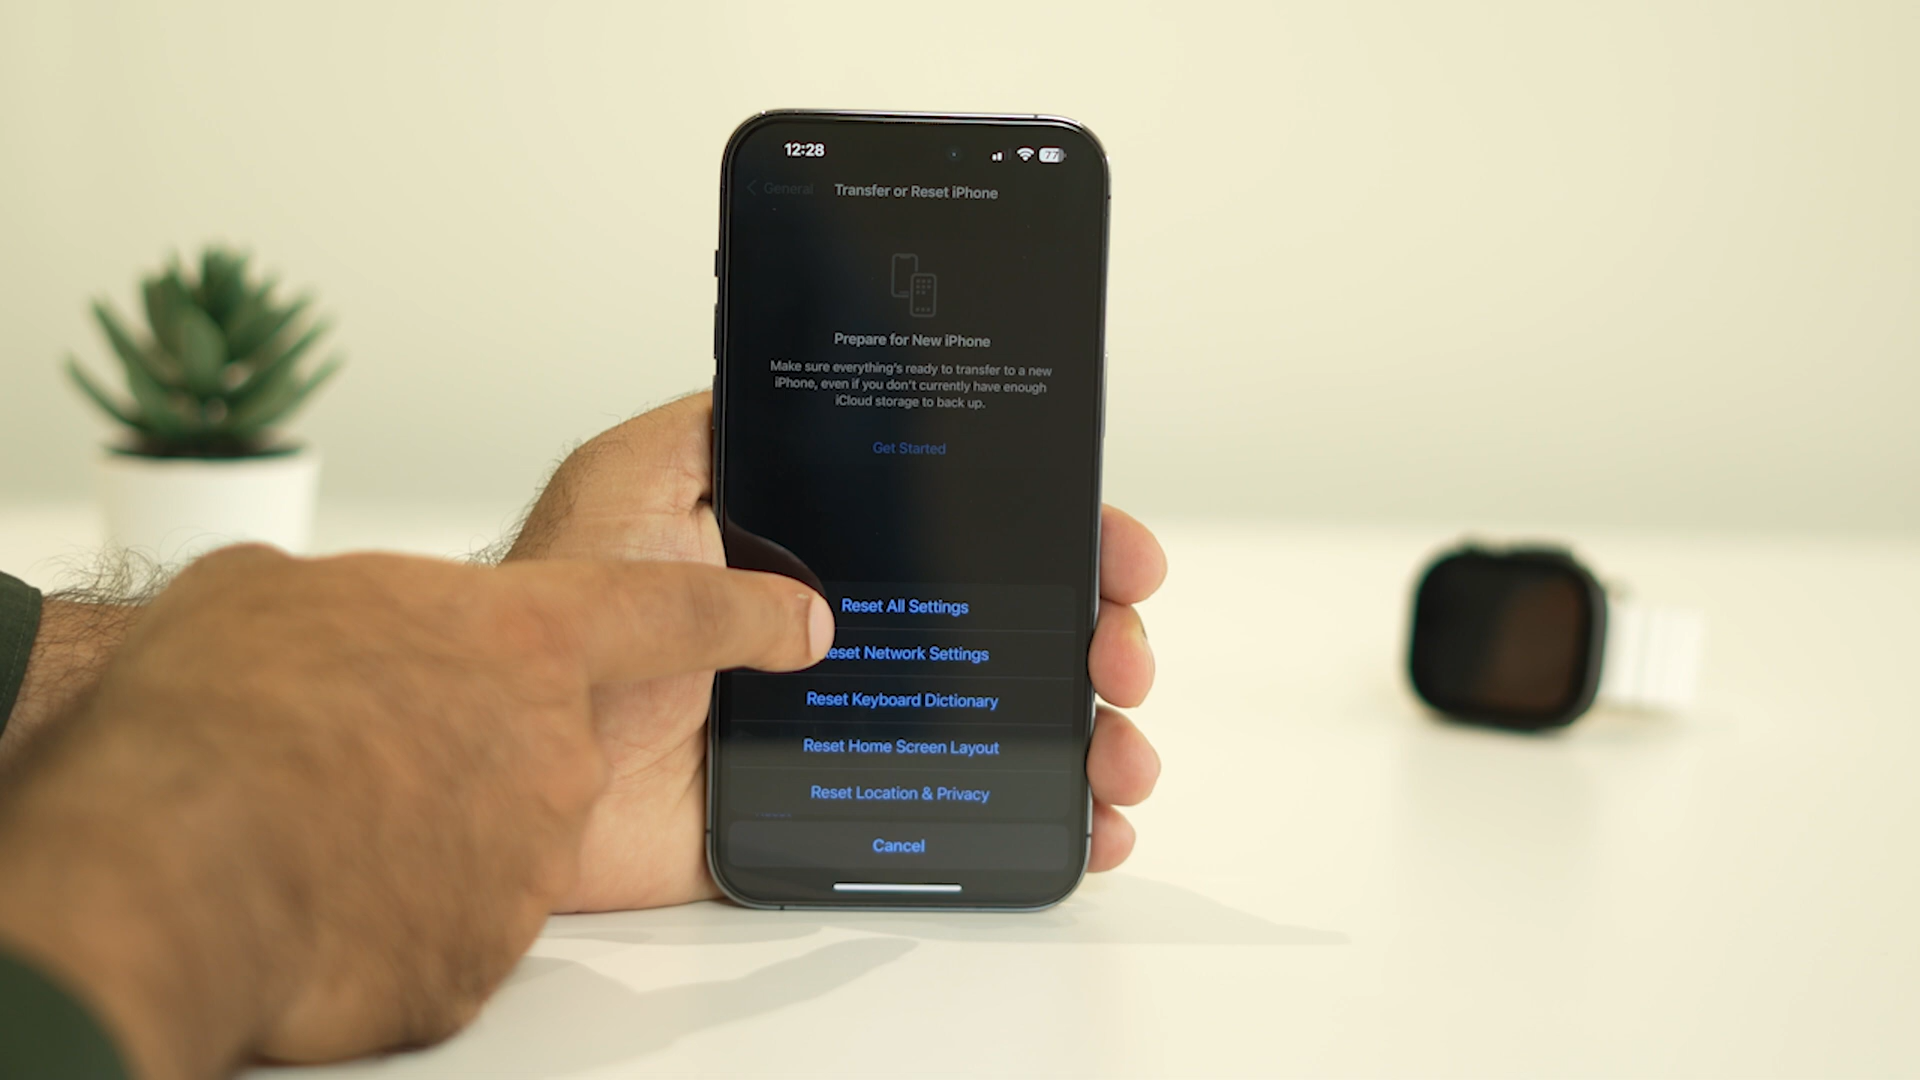 12:28
77
General
Transfer or Reset iPhone
Prepare for New iPhone
Make sure everything's ready to transfer to a new
iPhone, even if you don't currently have enough
iCloud storage to back up.
Get Started
Reset All Settings
eset Network Settings
Reset Keyboard Dictionary
Reset Home Screen Layout
Reset Location & Privacy
Cancel